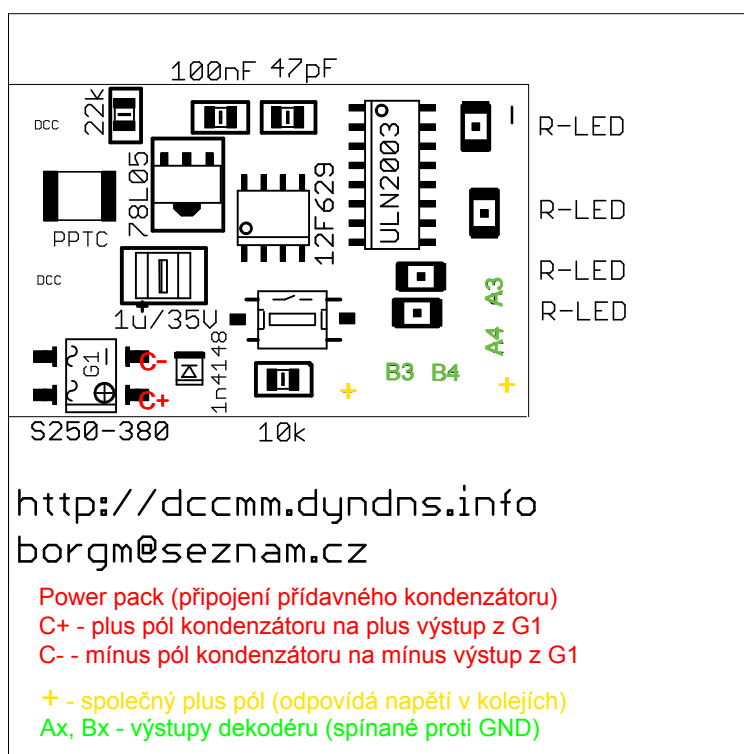 100nF 47pF
22k
DCC
78L05
12F629
ULN2003
R-LED
R-LED
R-LED
R-LED
PPTC
DCC
1u/35V
+
G1
C-
C+
1n4148
S250-380
10k
+
B3 B4
A3
A4
+
http://dccmm.dyndns.info
borgm@seznam.cz
Power pack (připojení přídavného kondenzátoru)
C+ - plus pól kondenzátoru na plus výstup z G1
C- - mínus pól kondenzátoru na mínus výstup z G1
+ - společný plus pól (odpovídá napětí v kolejích)
Ax, Bx - výstupy dekodéru (spínané proti GND)